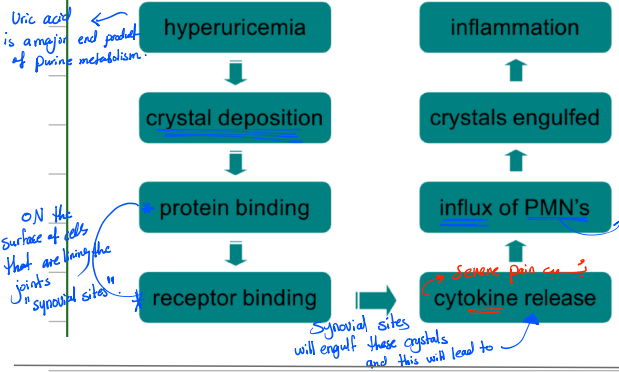 Uric acid
is a major end product
of purine metabolism.
hyperuricemia
crystal deposition
protein binding
ON the
surface of cells
that are lining the
joints
"synovial sites"
receptor binding
Synovial sites
will engulf these crystals
and this will lead to
severe pain
cytokine release
influx of PMN's
crystals engulfed
inflammation